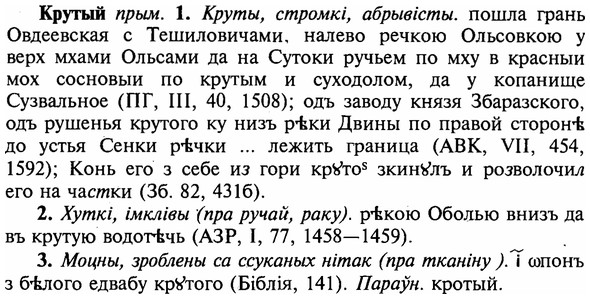 Крутый прым. 1. Круты, стромкі, абрывісты. пошла грань
Овдеевская с Тешиловичами, налево речкою Ольсовкою у
верх мхами Ольсами да на Сутоки ручьем по мху в красныи
мох сосновыи по крутым и суходолом, да у копанище
Сузвальное (ПГ, III, 40, 1508); одъ заводу князя Збаразского,
одъ рушенья крутого ку низъ рѣки Двины по правой сторонѣ
до устья Сенки рѣчки ... лежить граница (АВК, VII, 454,
1592); Конь его з себе из гори крꙋтоѕ зкинꙋлъ и розволочил
его на частки (Зб. 82, 431б).
2. Хуткі, імклівы (пра ручай, раку). рѣкою Оболью внизъ да
въ крутую водотѣчь (АЗР, I, 77, 1458—1459).
3. Моцны, зроблены са ссуканых нітак (пра тканіну ). ї ѡпонъ
з бѣлого едвабу крꙋтого (Біблія, 141). Параўн. кротый.